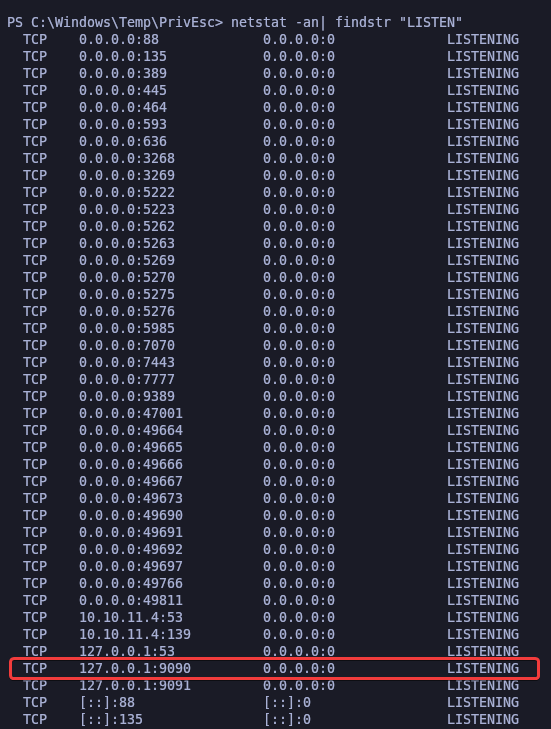 PS C:\Windows\Temp\PrivEsc> netstat -an| findstr "LISTEN"
TCP 0.0.0.0:88 0.0.0.0:0 LISTENING
TCP 0.0.0.0:135 0.0.0.0:0 LISTENING
TCP 0.0.0.0:389 0.0.0.0:0 LISTENING
TCP 0.0.0.0:445 0.0.0.0:0 LISTENING
TCP 0.0.0.0:464 0.0.0.0:0 LISTENING
TCP 0.0.0.0:593 0.0.0.0:0 LISTENING
TCP 0.0.0.0:636 0.0.0.0:0 LISTENING
TCP 0.0.0.0:3268 0.0.0.0:0 LISTENING
TCP 0.0.0.0:3269 0.0.0.0:0 LISTENING
TCP 0.0.0.0:5222 0.0.0.0:0 LISTENING
TCP 0.0.0.0:5223 0.0.0.0:0 LISTENING
TCP 0.0.0.0:5262 0.0.0.0:0 LISTENING
TCP 0.0.0.0:5263 0.0.0.0:0 LISTENING
TCP 0.0.0.0:5269 0.0.0.0:0 LISTENING
TCP 0.0.0.0:5270 0.0.0.0:0 LISTENING
TCP 0.0.0.0:5275 0.0.0.0:0 LISTENING
TCP 0.0.0.0:5276 0.0.0.0:0 LISTENING
TCP 0.0.0.0:5985 0.0.0.0:0 LISTENING
TCP 0.0.0.0:7070 0.0.0.0:0 LISTENING
TCP 0.0.0.0:7443 0.0.0.0:0 LISTENING
TCP 0.0.0.0:7777 0.0.0.0:0 LISTENING
TCP 0.0.0.0:9389 0.0.0.0:0 LISTENING
TCP 0.0.0.0:47001 0.0.0.0:0 LISTENING
TCP 0.0.0.0:49664 0.0.0.0:0 LISTENING
TCP 0.0.0.0:49665 0.0.0.0:0 LISTENING
TCP 0.0.0.0:49666 0.0.0.0:0 LISTENING
TCP 0.0.0.0:49667 0.0.0.0:0 LISTENING
TCP 0.0.0.0:49673 0.0.0.0:0 LISTENING
TCP 0.0.0.0:49690 0.0.0.0:0 LISTENING
TCP 0.0.0.0:49691 0.0.0.0:0 LISTENING
TCP 0.0.0.0:49692 0.0.0.0:0 LISTENING
TCP 0.0.0.0:49697 0.0.0.0:0 LISTENING
TCP 0.0.0.0:49766 0.0.0.0:0 LISTENING
TCP 0.0.0.0:49811 0.0.0.0:0 LISTENING
TCP 10.10.11.4:53 0.0.0.0:0 LISTENING
TCP 10.10.11.4:139 0.0.0.0:0 LISTENING
TCP 127.0.0.1:53 0.0.0.0:0 LISTENING
TCP 127.0.0.1:9090 0.0.0.0:0 LISTENING
TCP 127.0.0.1:9091 0.0.0.0:0 LISTENING
TCP [::]:88 [::]:0 LISTENING
TCP [::]:135 [::]:0 LISTENING